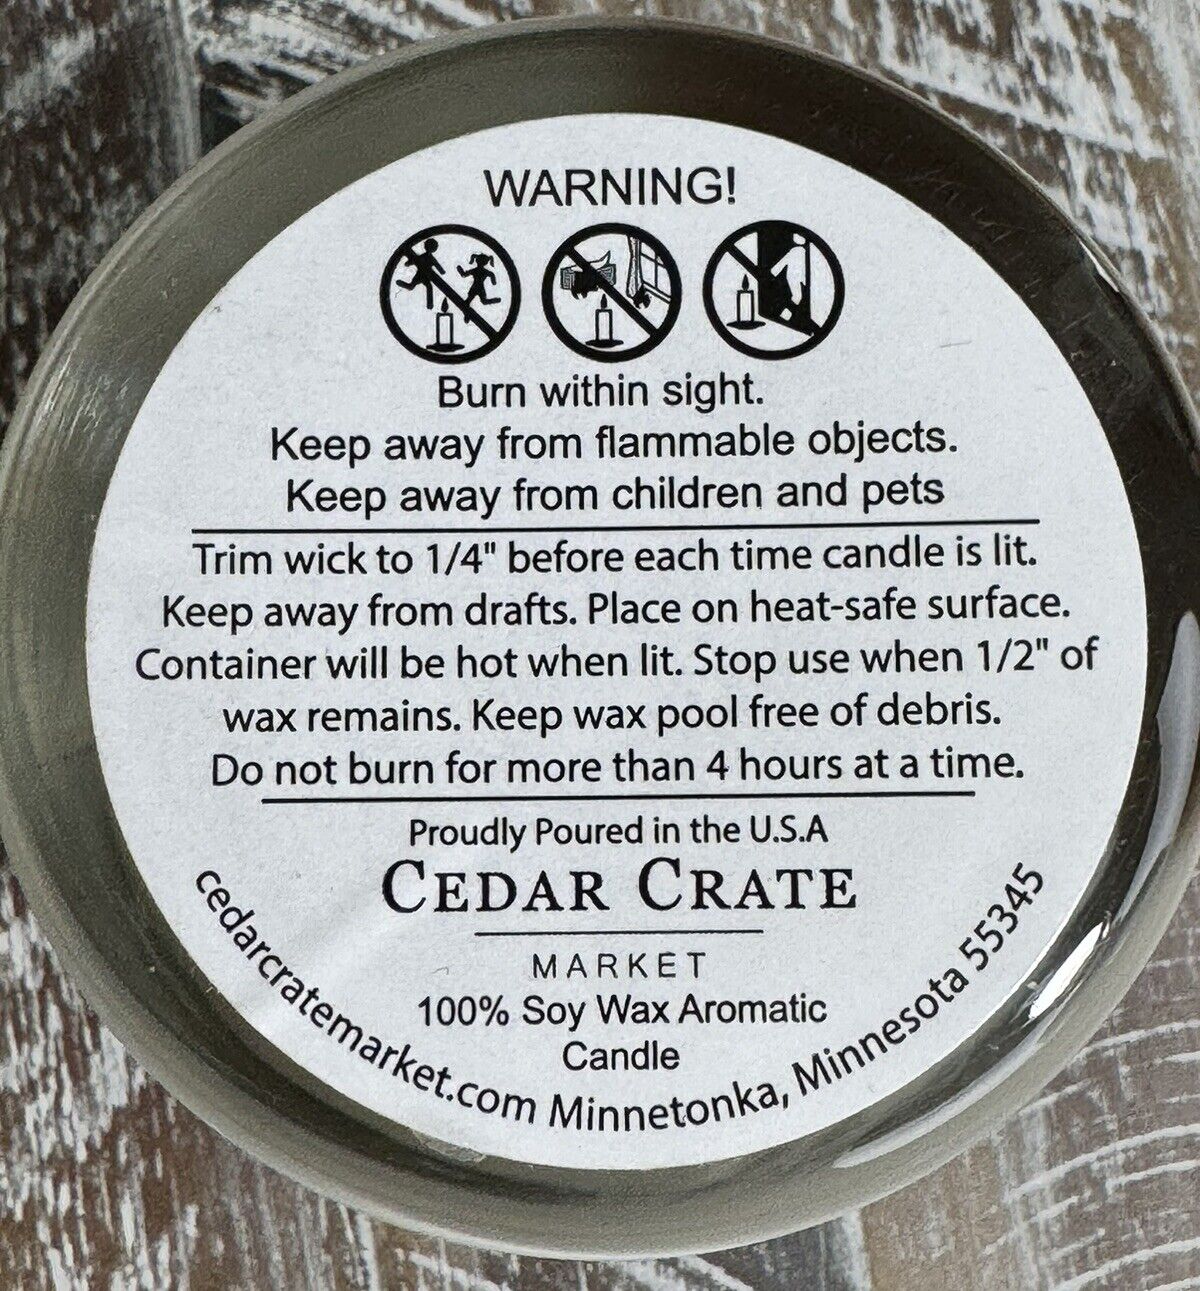 WARNING!
Burn within sight.
Keep away from flammable objects.
Keep away from children and pets
Trim wick to 1/4" before each time candle is lit.
Keep away from drafts. Place on heat-safe surface.
Container will be hot when lit. Stop use when 1/2" of
wax remains. Keep wax pool free of debris.
Do not burn for more than 4 hours at a time.
Proudly Poured in the U.S.A
CEDAR CRATE
MARKET
100% Soy Wax Aromatic
Candle
cedarcratemarket.com Minnetonka, Minnesota 55345